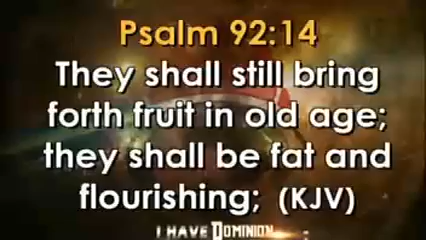 Psalm 92:14
They shall still bring
forth fruit in old age;
they shall be fat and
flourishing; (KJV)
I HAVE DOMINION